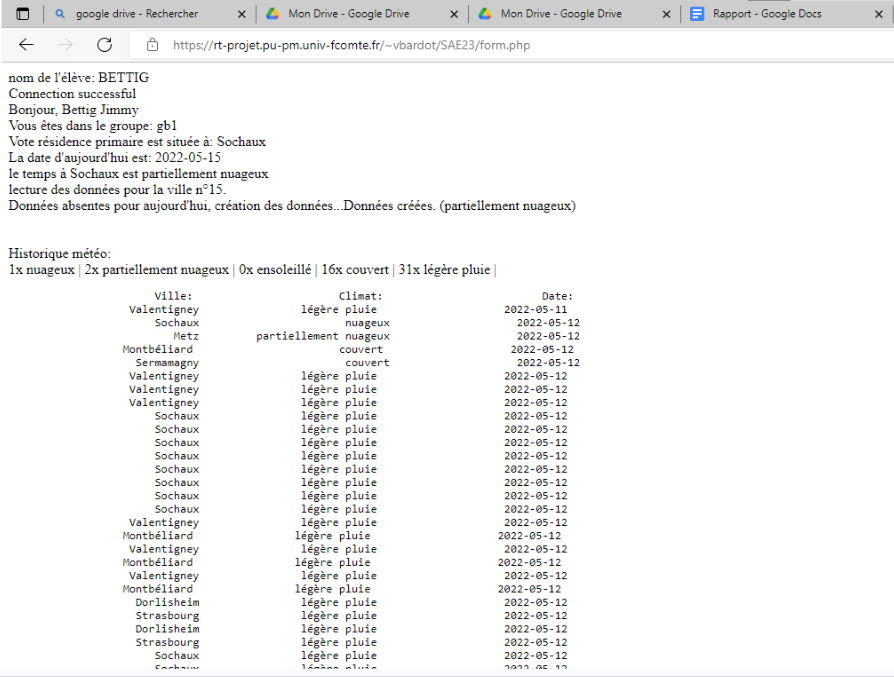 google drive - Rechercher
Mon Drive - Google Drive
Mon Drive - Google Drive
Rapport - Google Docs
https://rt-projet.pu-pm.univ-fcomte.fr/~vbardot/SAE23/form.php
nom de l'élève: BETTIG
Connection successful
Bonjour, Bettig Jimmy
Vous êtes dans le groupe: gb1
Vote résidence primaire est située à: Sochaux
La date d'aujourd'hui est: 2022-05-15
le temps à Sochaux est partiellement nuageux
lecture des données pour la ville n°15.
Données absentes pour aujourd'hui, création des données...Données créées. (partiellement nuageux)
Historique météo:
1x nuageux | 2x partiellement nuageux | 0x ensoleillé | 16x couvert | 31x légère pluie |
Ville: Climat: Date:
Valentigney légère pluie 2022-05-11
Sochaux nuageux 2022-05-12
Metz partiellement nuageux 2022-05-12
Montbéliard couvert 2022-05-12
Sermamagny couvert 2022-05-12
Valentigney légère pluie 2022-05-12
Valentigney légère pluie 2022-05-12
Valentigney légère pluie 2022-05-12
Sochaux légère pluie 2022-05-12
Sochaux légère pluie 2022-05-12
Sochaux légère pluie 2022-05-12
Sochaux légère pluie 2022-05-12
Sochaux légère pluie 2022-05-12
Sochaux légère pluie 2022-05-12
Sochaux légère pluie 2022-05-12
Sochaux légère pluie 2022-05-12
Valentigney légère pluie 2022-05-12
Montbéliard légère pluie 2022-05-12
Valentigney légère pluie 2022-05-12
Montbéliard légère pluie 2022-05-12
Valentigney légère pluie 2022-05-12
Montbéliard légère pluie 2022-05-12
Dorlisheim légère pluie 2022-05-12
Strasbourg légère pluie 2022-05-12
Dorlisheim légère pluie 2022-05-12
Strasbourg légère pluie 2022-05-12
Sochaux légère pluie 2022-05-12
Sochaux légère pluie 2022-05-12